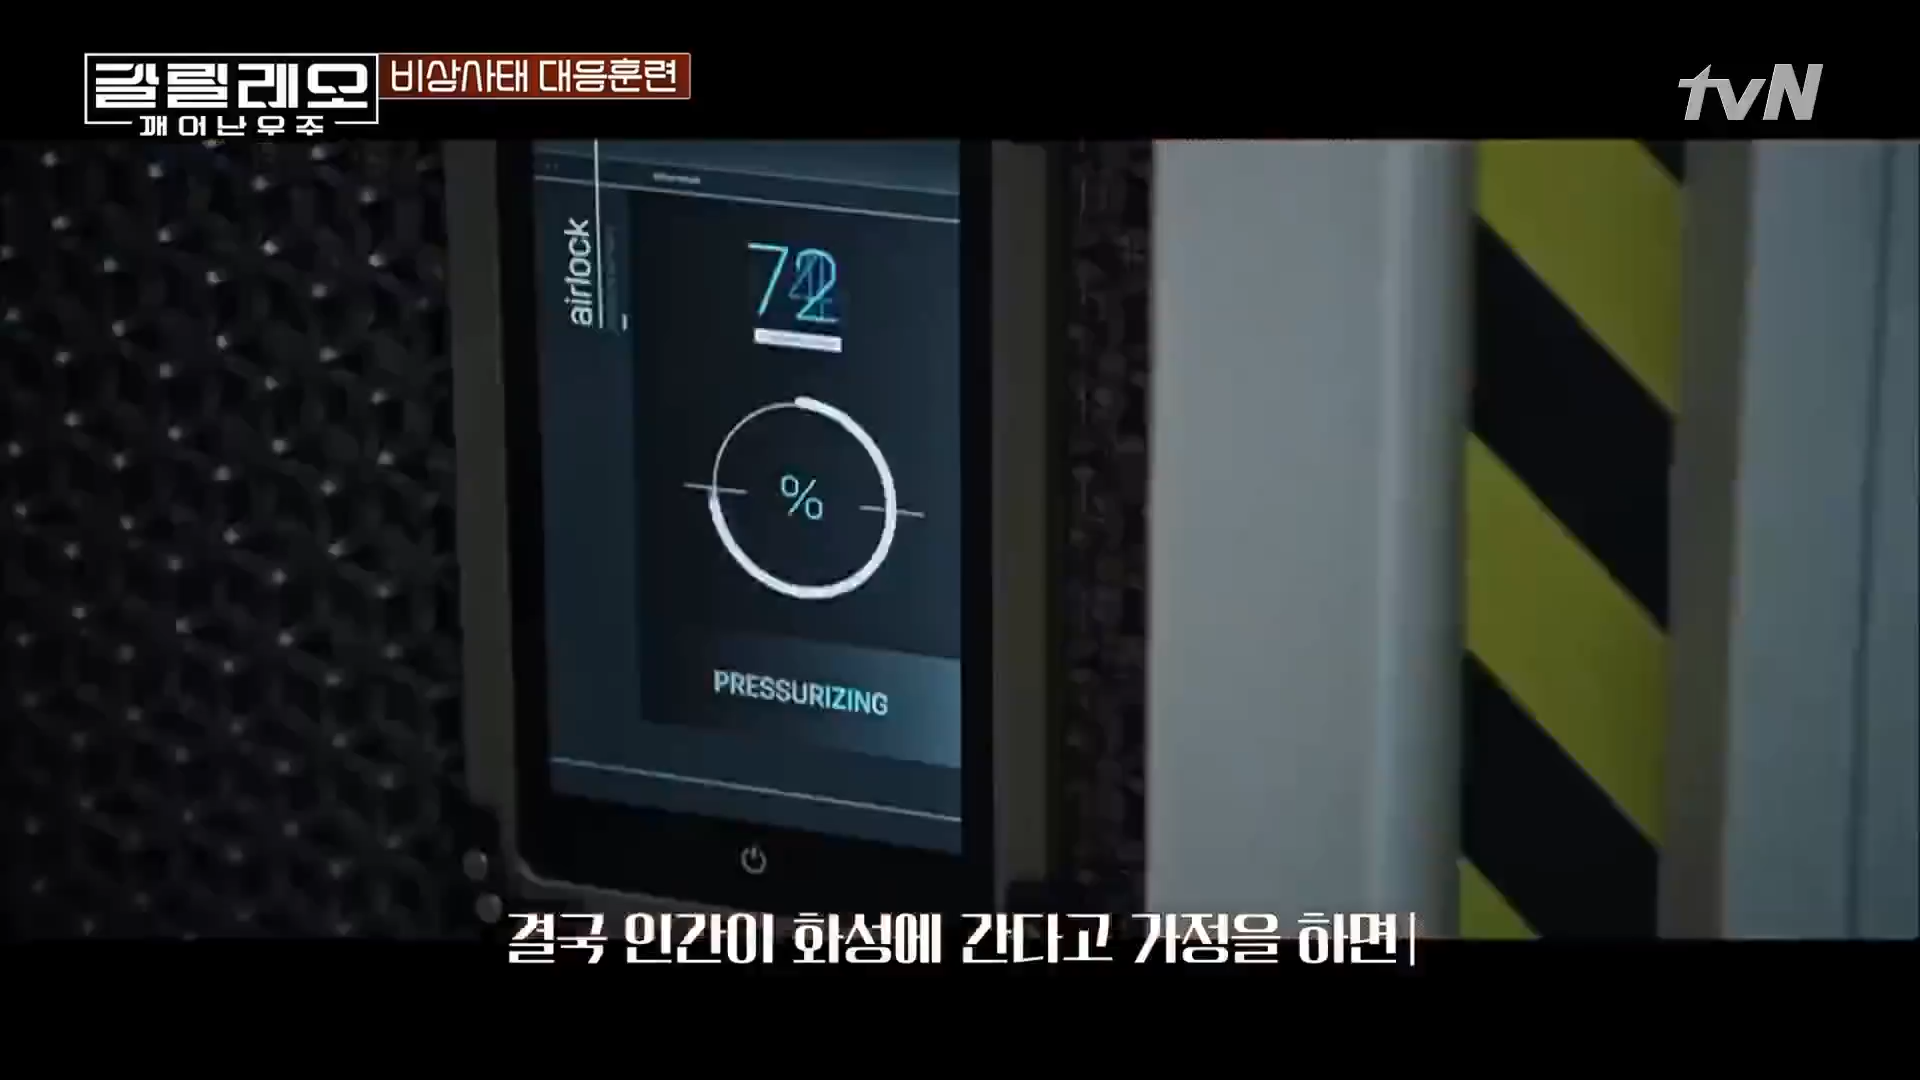 갈릴레오
깨어난 우주
비상사태 대응훈련
tvN
airlock
%
PRESSURIZING
결국 인간이 화성에 간다고 가정을 하면